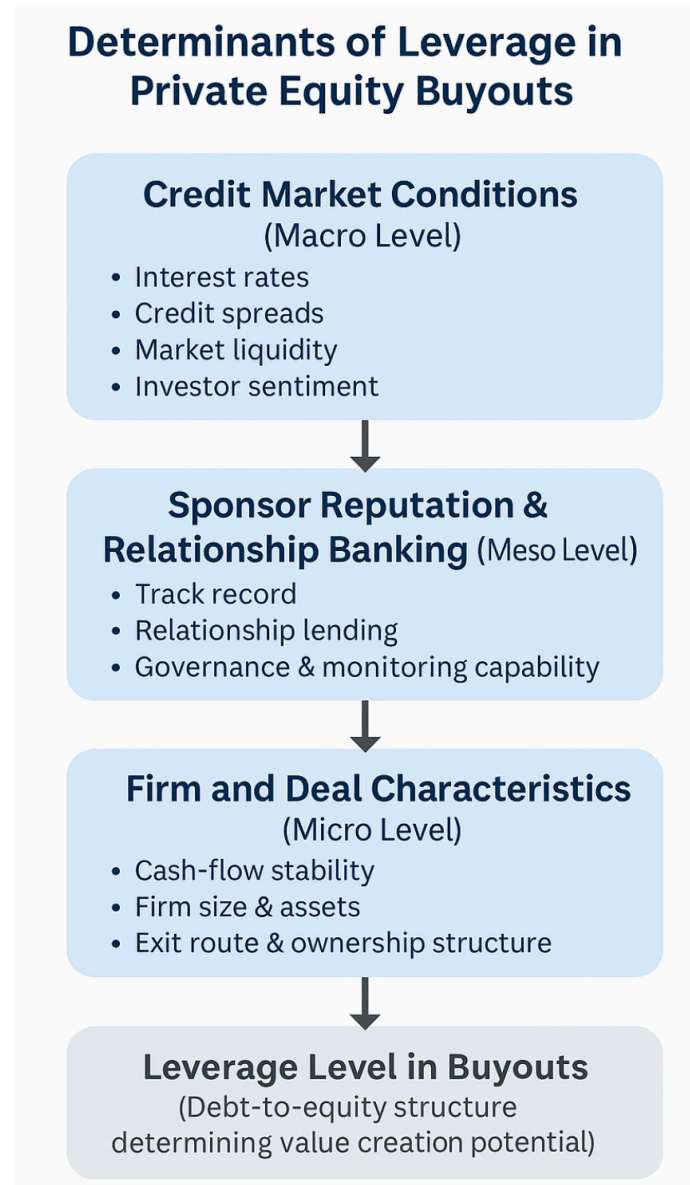 Determinants of Leverage in
Private Equity Buyouts
Credit Market Conditions
(Macro Level)
• Interest rates
• Credit spreads
• Market liquidity
• Investor sentiment
Sponsor Reputation &
Relationship Banking (Meso Level)
• Track record
• Relationship lending
• Governance & monitoring capability
Firm and Deal Characteristics
(Micro Level)
• Cash-flow stability
• Firm size & assets
• Exit route & ownership structure
Leverage Level in Buyouts
(Debt-to-equity structure
determining value creation potential)